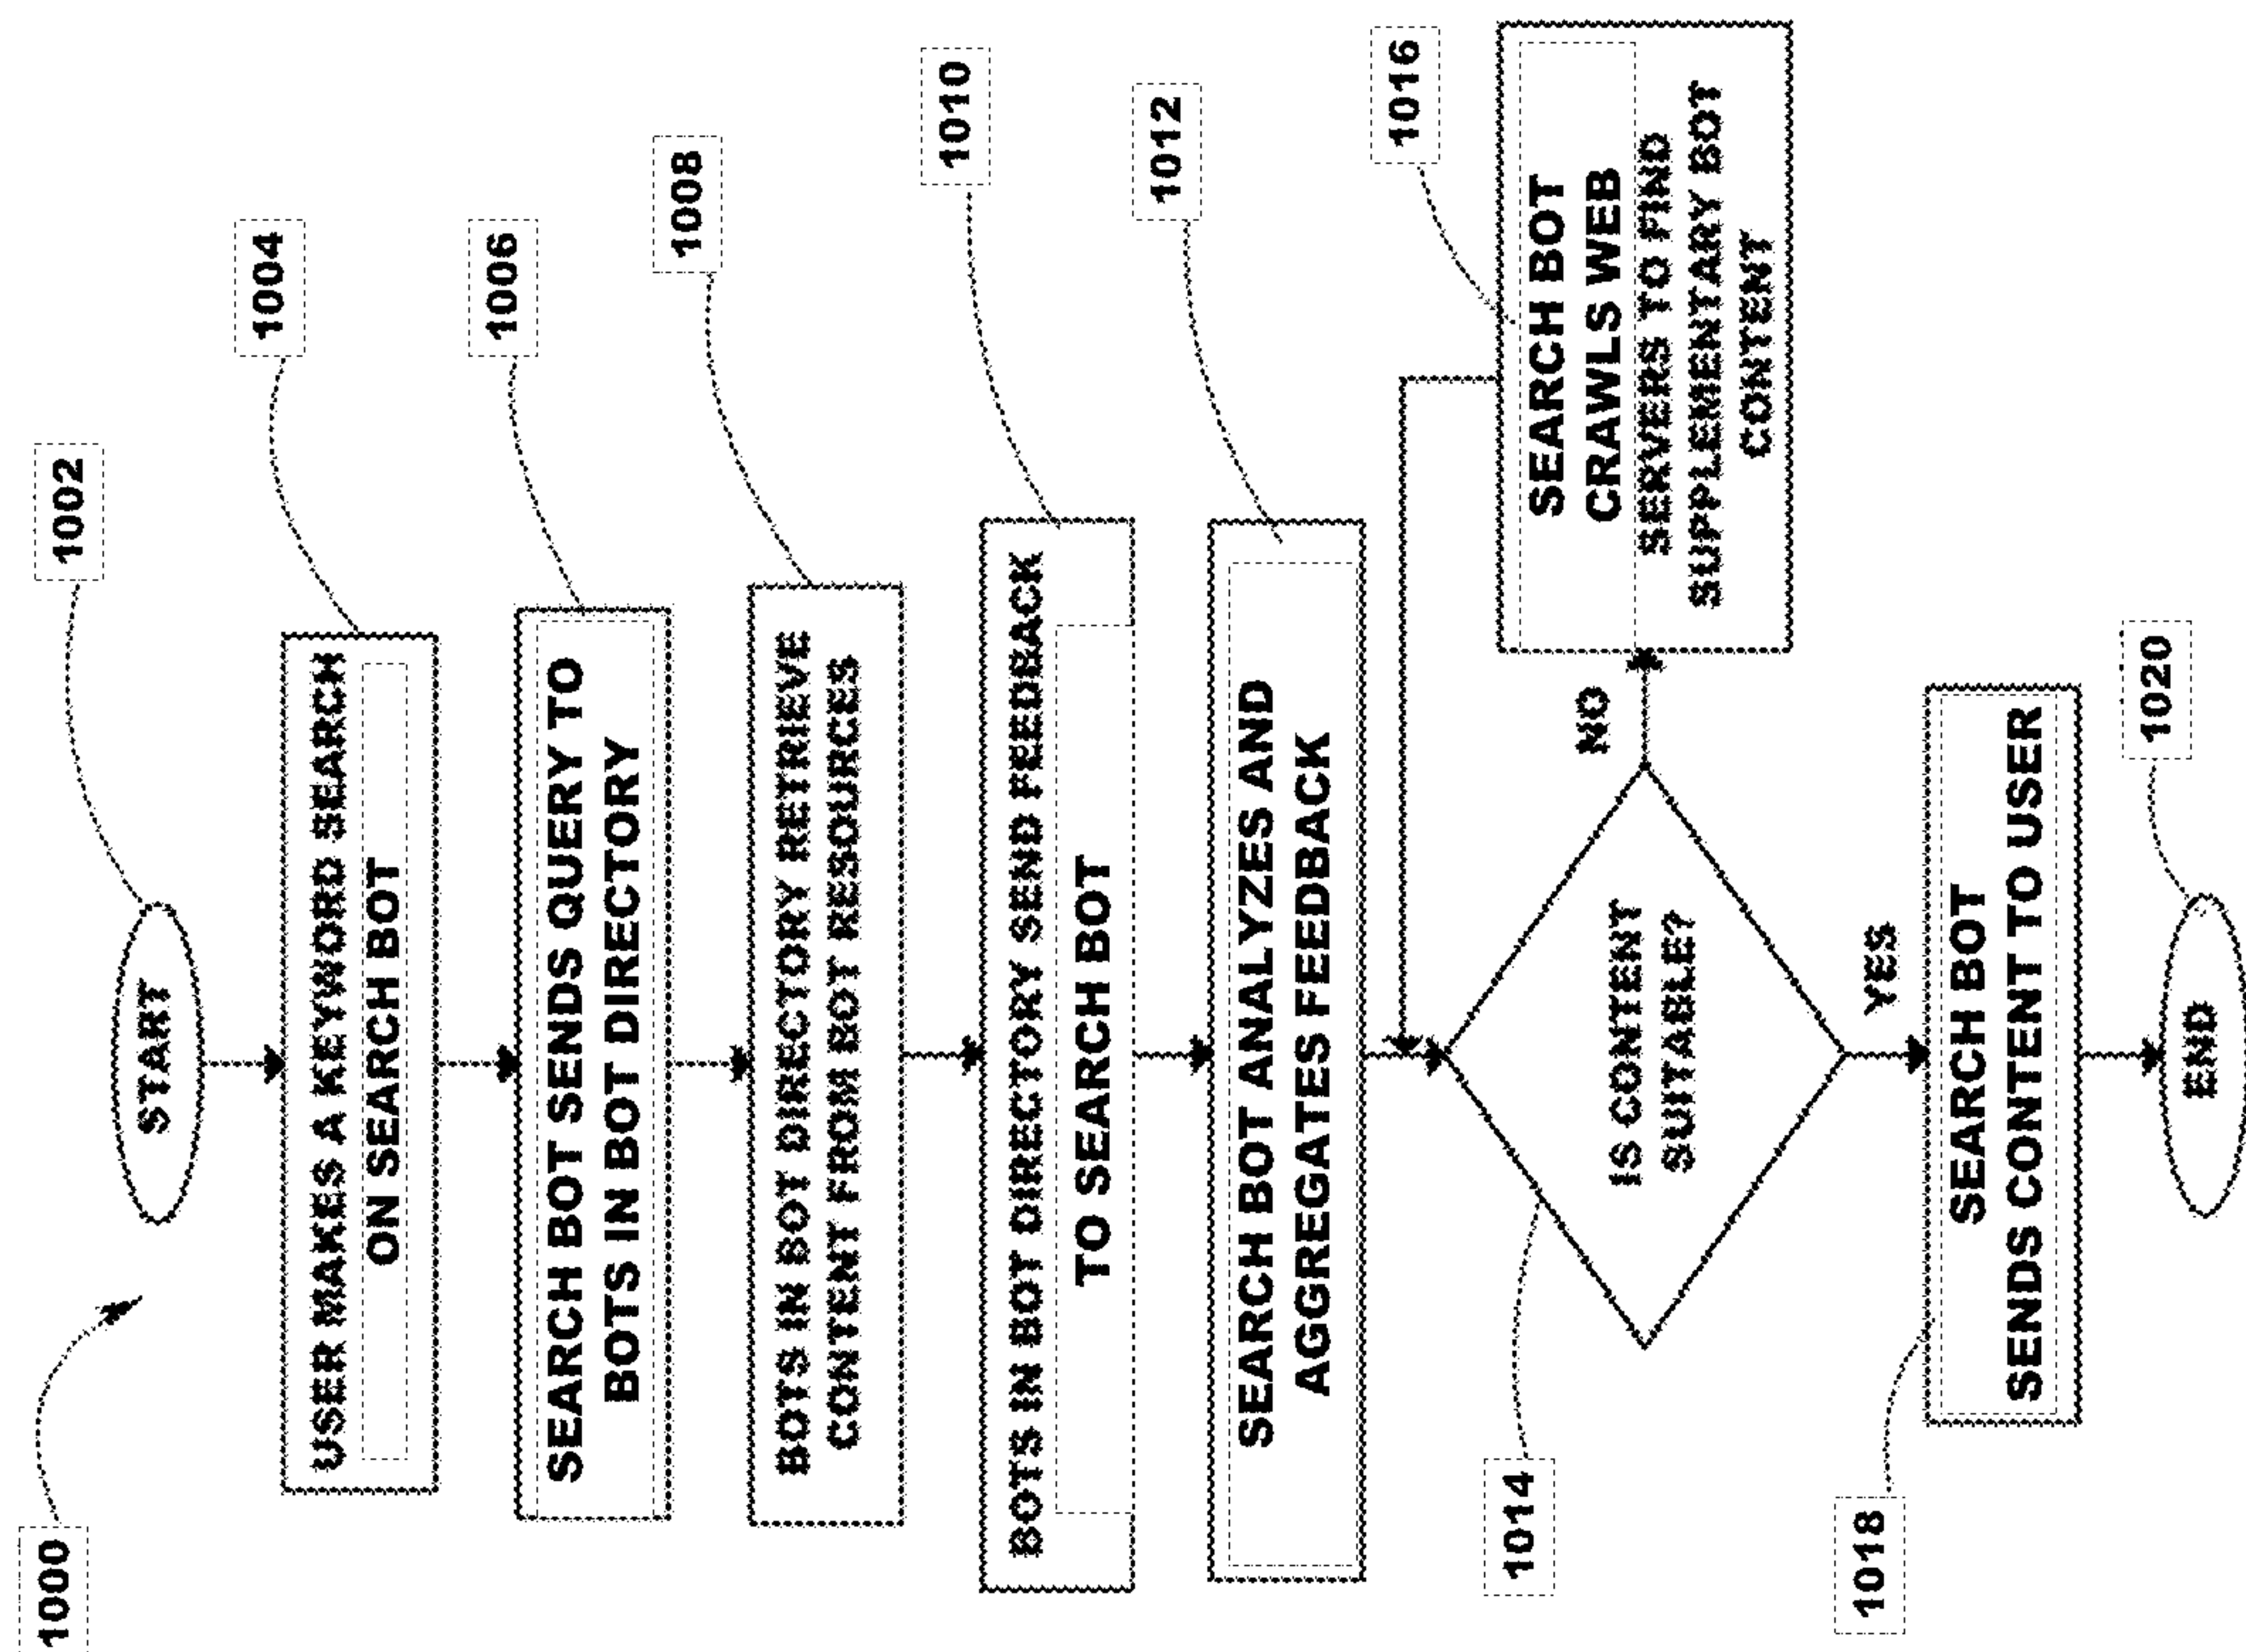 1000
1002
START
1004
USER MAKES A KEYWORD SEARCH
ON SEARCH BOT
1006
SEARCH BOT SENDS QUERY TO
BOTS IN BOT DIRECTORY
1008
BOTS IN BOT DIRECTORY RETRIEVE
CONTENT FROM BOT RESOURCES
1010
BOTS IN BOT DIRECTORY SEND FEEDBACK
TO SEARCH BOT
1012
SEARCH BOT ANALYZES AND
AGGREGATES FEEDBACK
1014
IS CONTENT
SUITABLE?
NO
1016
SEARCH BOT
CRAWLS WEB
SERVERS TO FIND
SUPPLEMENTARY BOT
CONTENT
YES
1018
SEARCH BOT
SENDS CONTENT TO USER
1020
END